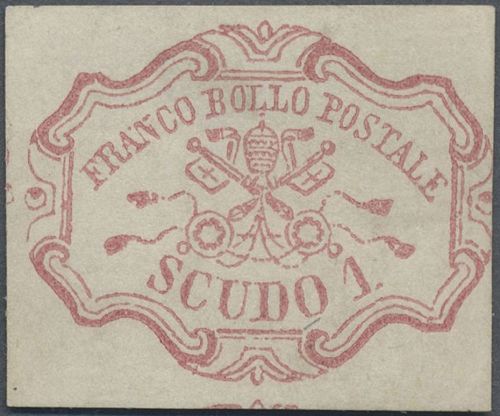 FRANCO BOLLO POSTALE
SCUDO 1.